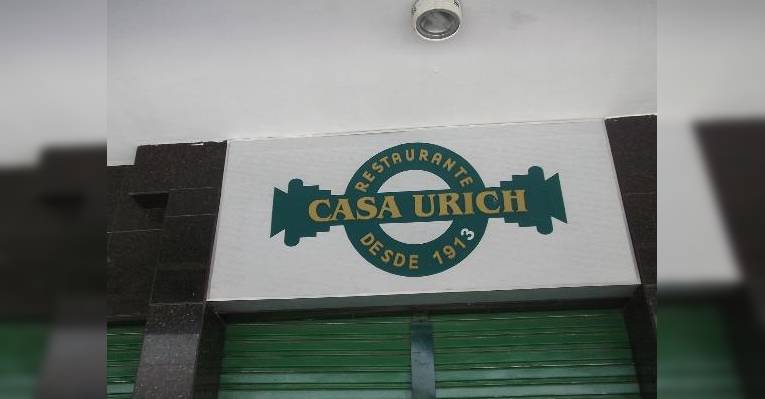 RESTAURANTE
CASA URICH
DESDE 1913